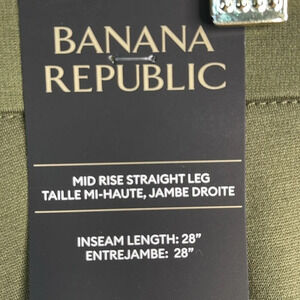 BANANA
REPUBLIC
MID RISE STRAIGHT LEG
TAILLE MI-HAUTE, JAMBE DROITE
INSEAM LENGTH: 28”
ENTREJAMBE: 28”